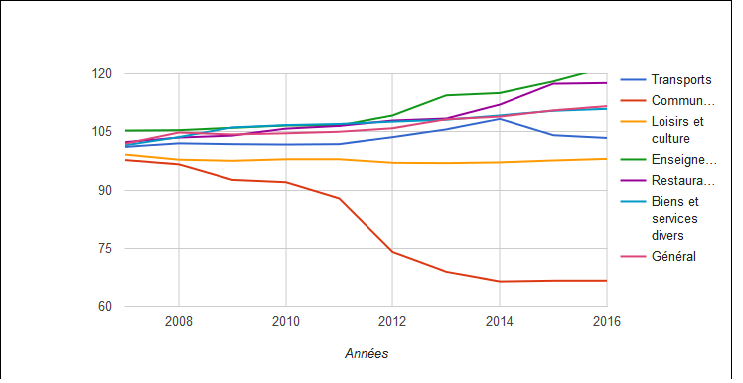 120
105
90
75
60
2008 2010 2012 2014 2016
Années
Transports
Commun...
Loisirs et
culture
Enseigne...
Restaura...
Biens et
services
divers
Général